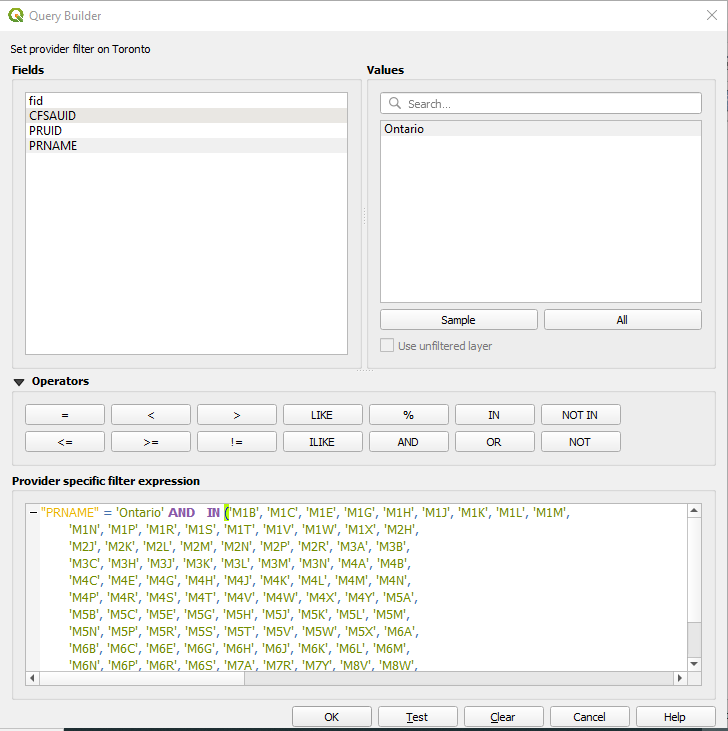 Query Builder
Set provider filter on Toronto
Fields
Values
fid
CFSAUID
PRUID
PRNAME
Search...
Ontario
Sample
All
Use unfiltered layer
Operators
=
<
>
LIKE
%
IN
NOT IN
<=
>=
!=
ILIKE
AND
OR
NOT
Provider specific filter expression
"PRNAME" = 'Ontario' AND IN ('M1B', 'M1C', 'M1E', 'M1G', 'M1H', 'M1J', 'M1K', 'M1L', 'M1M',
'M1N', 'M1P', 'M1R', 'M1S', 'M1T', 'M1V', 'M1W', 'M1X', 'M2H',
'M2J', 'M2K', 'M2L', 'M2M', 'M2N', 'M2P', 'M2R', 'M3A', 'M3B',
'M3C', 'M3H', 'M3J', 'M3K', 'M3L', 'M3M', 'M3N', 'M4A', 'M4B',
'M4C', 'M4E', 'M4G', 'M4H', 'M4J', 'M4K', 'M4L', 'M4M', 'M4N',
'M4P', 'M4R', 'M4S', 'M4T', 'M4V', 'M4W', 'M4X', 'M4Y', 'M5A',
'M5B', 'M5C', 'M5E', 'M5G', 'M5H', 'M5J', 'M5K', 'M5L', 'M5M',
'M5N', 'M5P', 'M5R', 'M5S', 'M5T', 'M5V', 'M5W', 'M5X', 'M6A',
'M6B', 'M6C', 'M6E', 'M6G', 'M6H', 'M6J', 'M6K', 'M6L', 'M6M',
'M6N', 'M6P', 'M6R', 'M6S', 'M7A', 'M7R', 'M7Y', 'M8V', 'M8W',
OK
Test
Clear
Cancel
Help